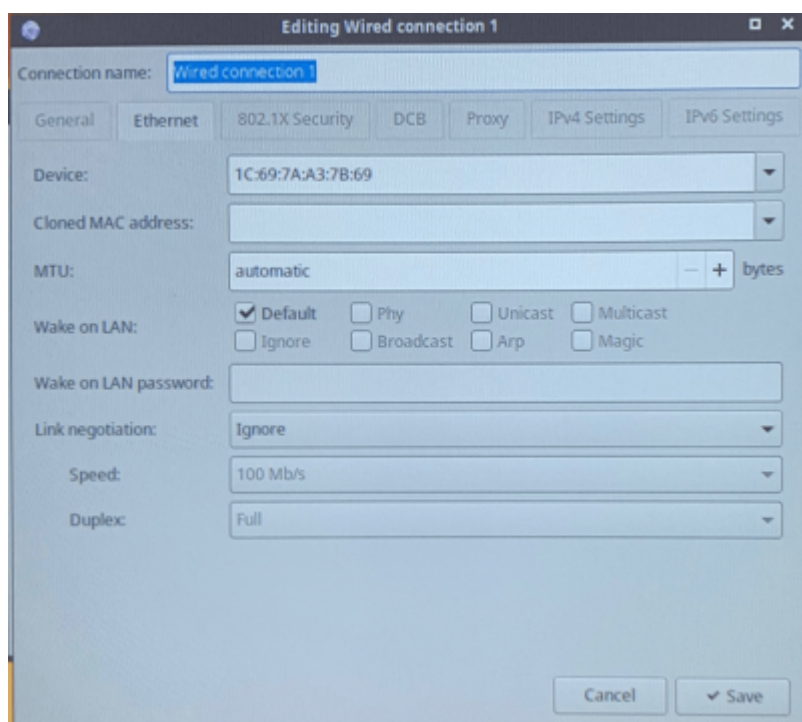 Editing Wired connection 1
Connection name: Wired connection 1
General Ethernet 802.1X Security DCB Proxy IPv4 Settings IPv6 Settings
Device: 1C:69:7A:A3:7B:69
Cloned MAC address:
MTU: automatic bytes
Wake on LAN: Default Phy Unicast Multicast
Ignore Broadcast Arp Magic
Wake on LAN password:
Link negotiation: Ignore
Speed: 100 Mb/s
Duplex: Full
Cancel Save